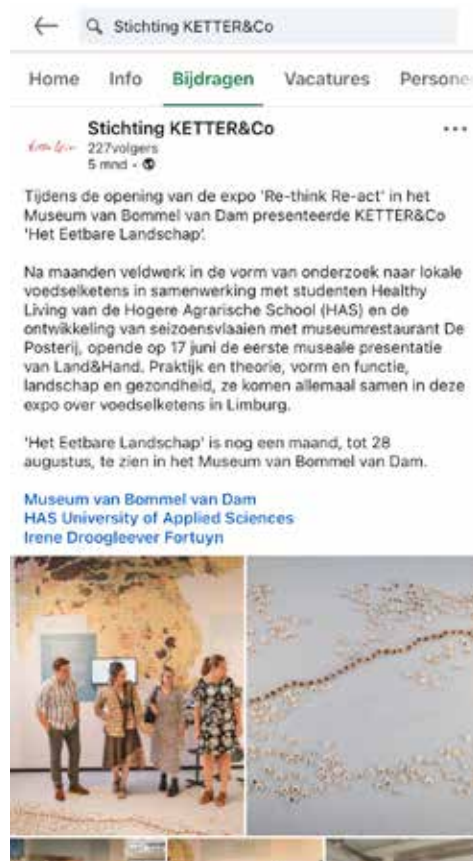 Stichting KETTER&Co
Home Info Bijdragen Vacatures Persone
Stichting KETTER&Co
227volgers
5 mnd •
Tijdens de opening van de expo 'Re-think Re-act' in het
Museum van Bommel van Dam presenteerde KETTER&Co
'Het Eetbare Landschap'.
Na maanden veldwerk in de vorm van onderzoek naar lokale
voedselketens in samenwerking met studenten Healthy
Living van de Hogere Agrarische School (HAS) en de
ontwikkeling van seizoensvlaaien met museumrestaurant De
Posterij, opende op 17 juni de eerste museale presentatie
van Land&Hand. Praktijk en theorie, vorm en functie,
landschap en gezondheid, ze komen allemaal samen in deze
expo over voedselketens in Limburg.
'Het Eetbare Landschap' is nog een maand, tot 28
augustus, te zien in het Museum van Bommel van Dam.
Museum van Bommel van Dam
HAS University of Applied Sciences
Irene Droogleever Fortuyn